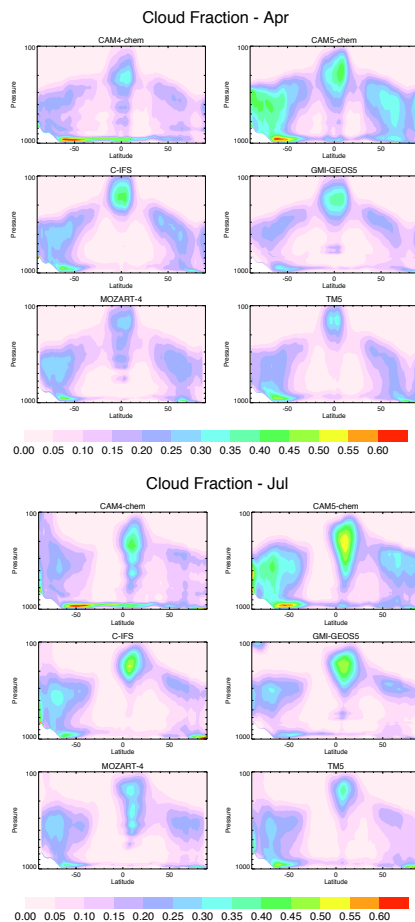 Cloud Fraction - Apr
CAM4-chem CAM5-chem
100 100
Pressure Pressure
1000 1000
-50 0 50 -50 0 50
Latitude Latitude
C-IFS GMI-GEOS5
100 100
Pressure Pressure
1000 1000
-50 0 50 -50 0 50
Latitude Latitude
MOZART-4 TM5
100 100
Pressure Pressure
1000 1000
-50 0 50 -50 0 50
Latitude Latitude
0.00 0.05 0.10 0.15 0.20 0.25 0.30 0.35 0.40 0.45 0.50 0.55 0.60
Cloud Fraction - Jul
CAM4-chem CAM5-chem
100 100
Pressure Pressure
1000 1000
-50 0 50 -50 0 50
Latitude Latitude
C-IFS GMI-GEOS5
100 100
Pressure Pressure
1000 1000
-50 0 50 -50 0 50
Latitude Latitude
MOZART-4 TM5
100 100
Pressure Pressure
1000 1000
-50 0 50 -50 0 50
Latitude Latitude
0.00 0.05 0.10 0.15 0.20 0.25 0.30 0.35 0.40 0.45 0.50 0.55 0.60